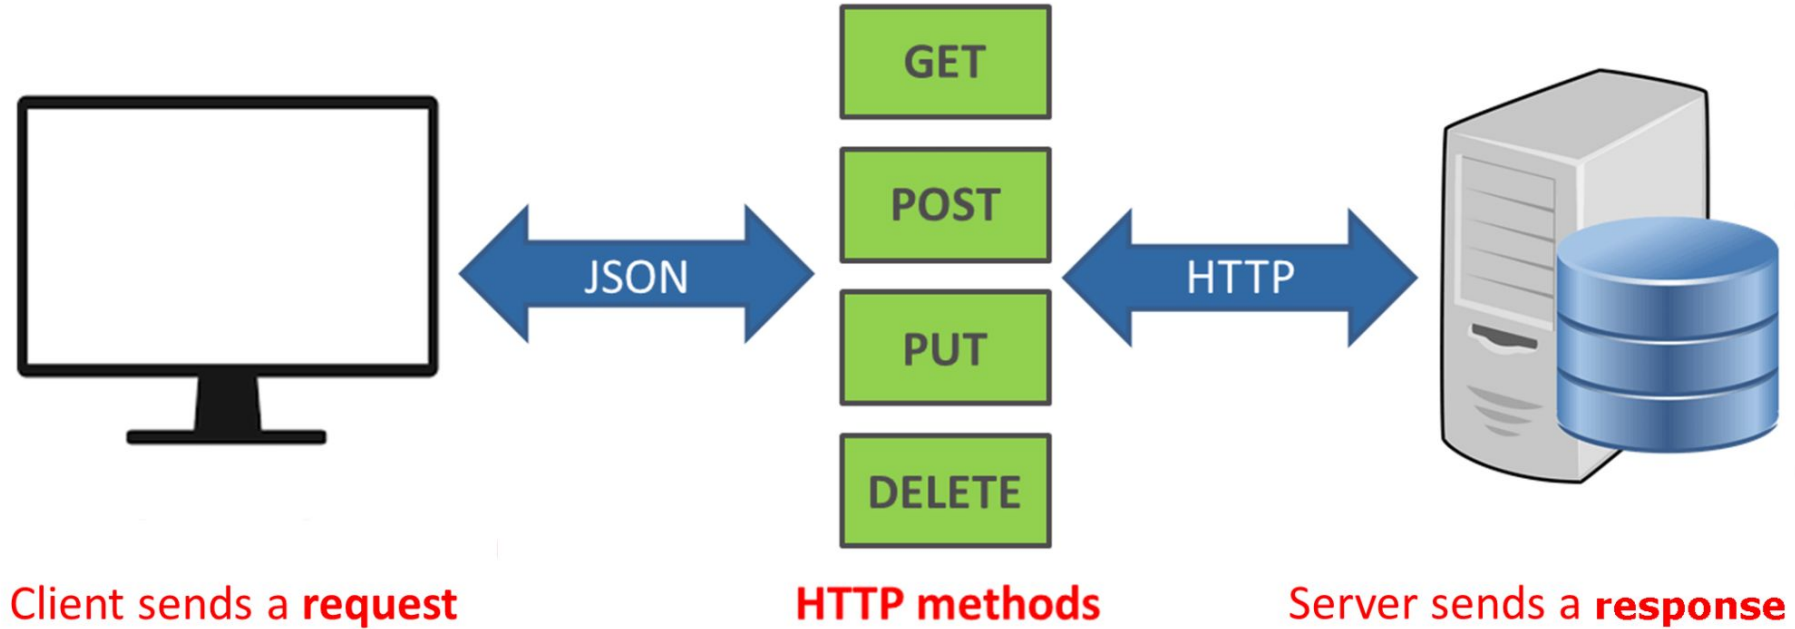 GET
POST
JSON
HTTP
PUT
DELETE
Client sends a request
HTTP methods
Server sends a response